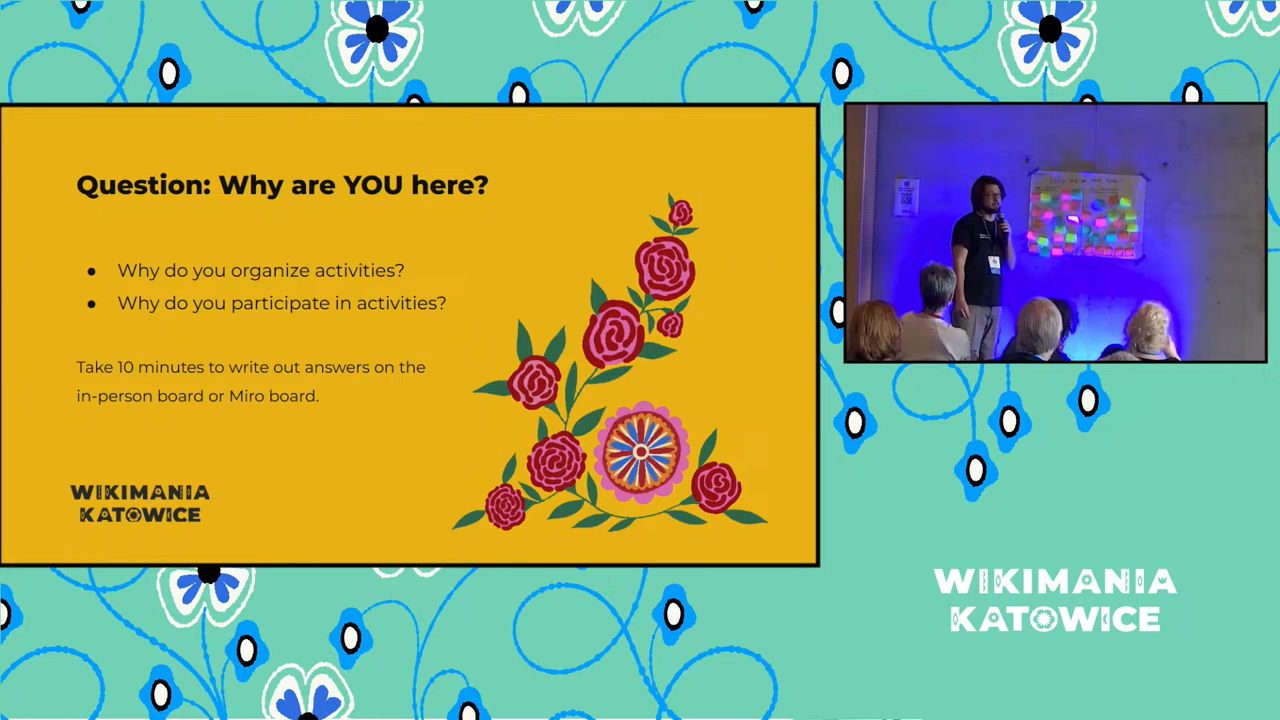 Question: Why are YOU here?
● Why do you organize activities?
● Why do you participate in activities?
Take 10 minutes to write out answers on the
in-person board or Miro board.
WIKIMANIA
KATOWICE
WIKIMANIA
KATOWICE